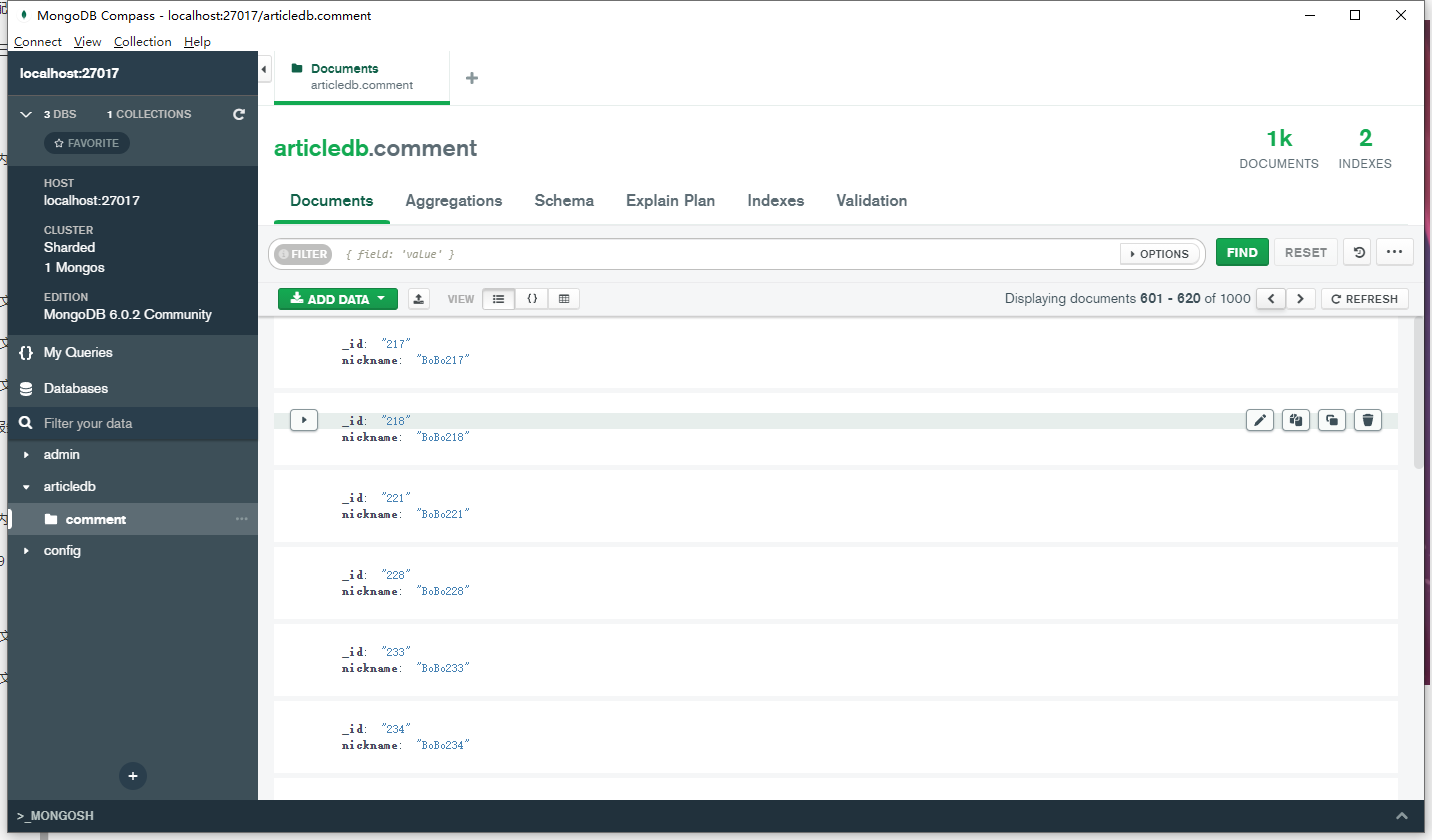 MongoDB Compass - localhost:27017/articledb.comment
Connect View Collection Help
localhost:27017
3 DBS 1 COLLECTIONS
FAVORITE
HOST
localhost:27017
CLUSTER
Sharded
1 Mongos
EDITION
MongoDB 6.0.2 Community
My Queries
Databases
Filter your data
admin
articledb
comment
config
Documents
articledb.comment
articledb.comment
1k
DOCUMENTS
2
INDEXES
Documents Aggregations Schema Explain Plan Indexes Validation
FILTER { field: 'value' } OPTIONS FIND RESET
ADD DATA VIEW {} Displaying documents 601 - 620 of 1000 REFRESH
_id: "217"
nickname: "BoBo217"
_id: "218"
nickname: "BoBo218"
_id: "221"
nickname: "BoBo221"
_id: "228"
nickname: "BoBo228"
_id: "233"
nickname: "BoBo233"
_id: "234"
nickname: "BoBo234"
>_MONGOSH